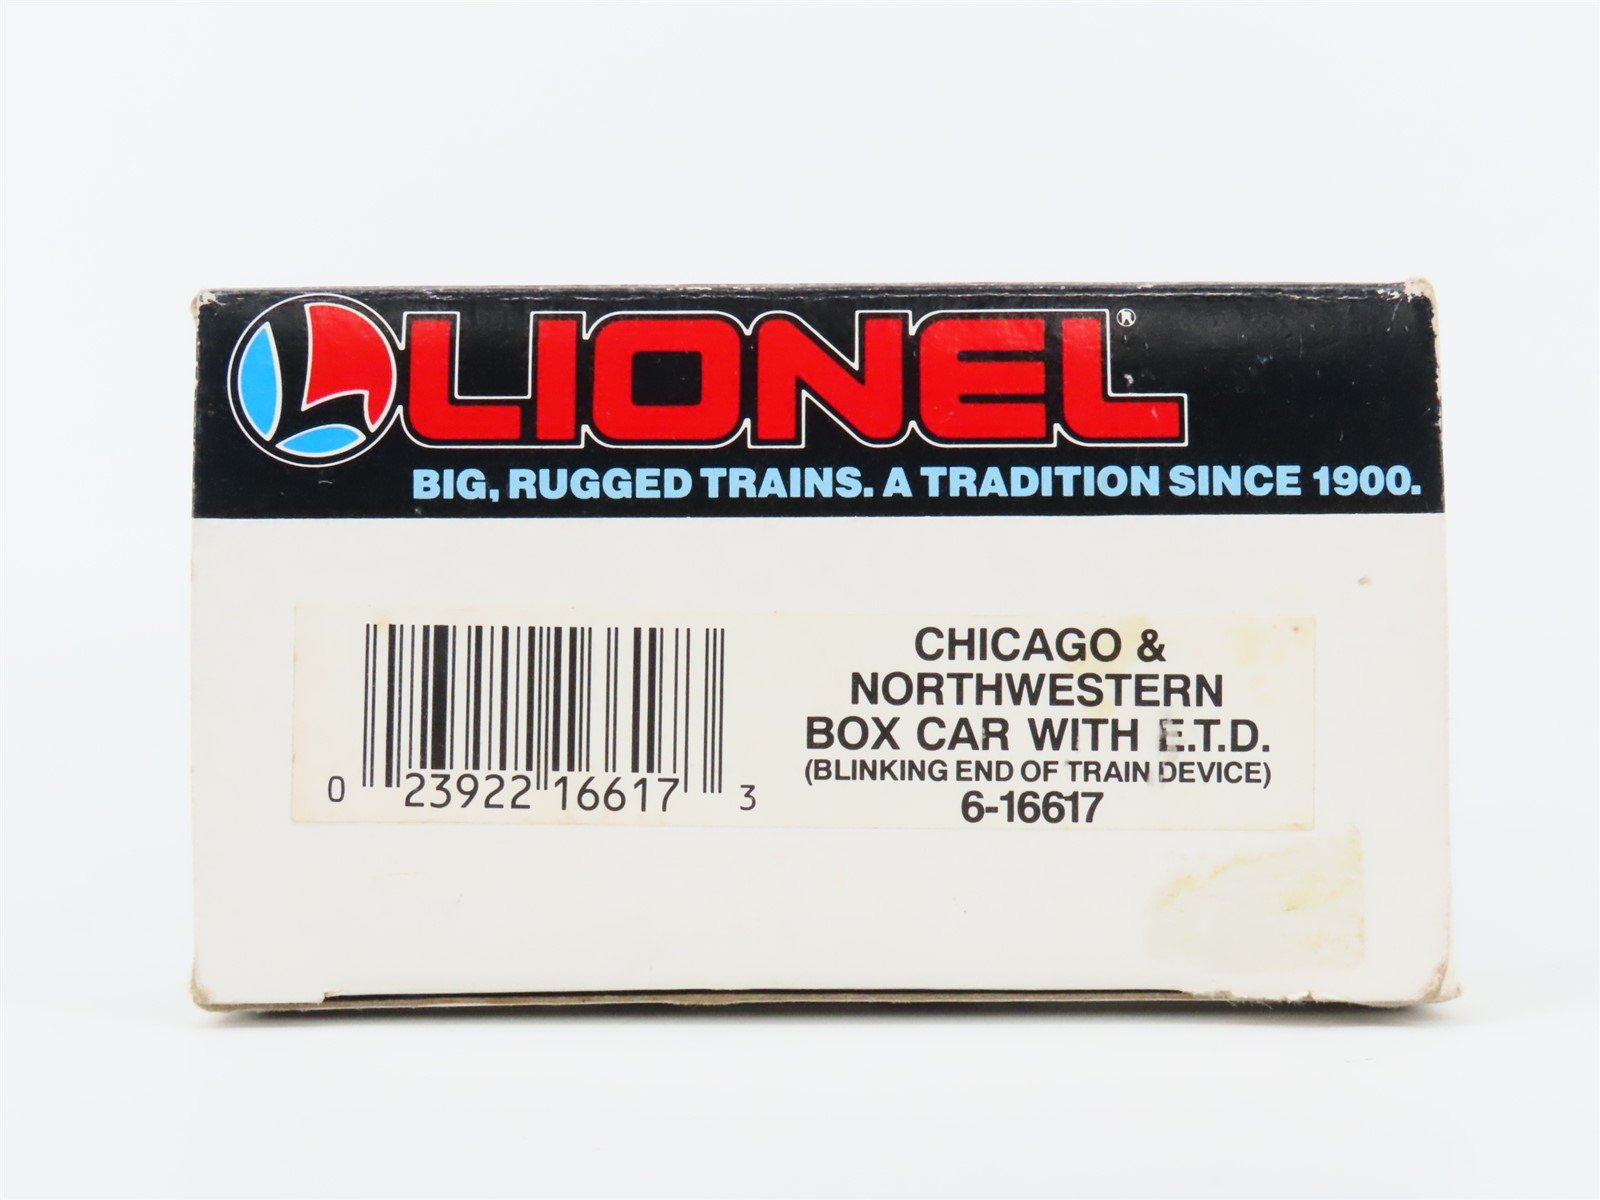 LIONEL®
BIG, RUGGED TRAINS. A TRADITION SINCE 1900.
0 23922 16617 3
CHICAGO &
NORTHWESTERN
BOX CAR WITH E.T.D.
(BLINKING END OF TRAIN DEVICE)
6-16617